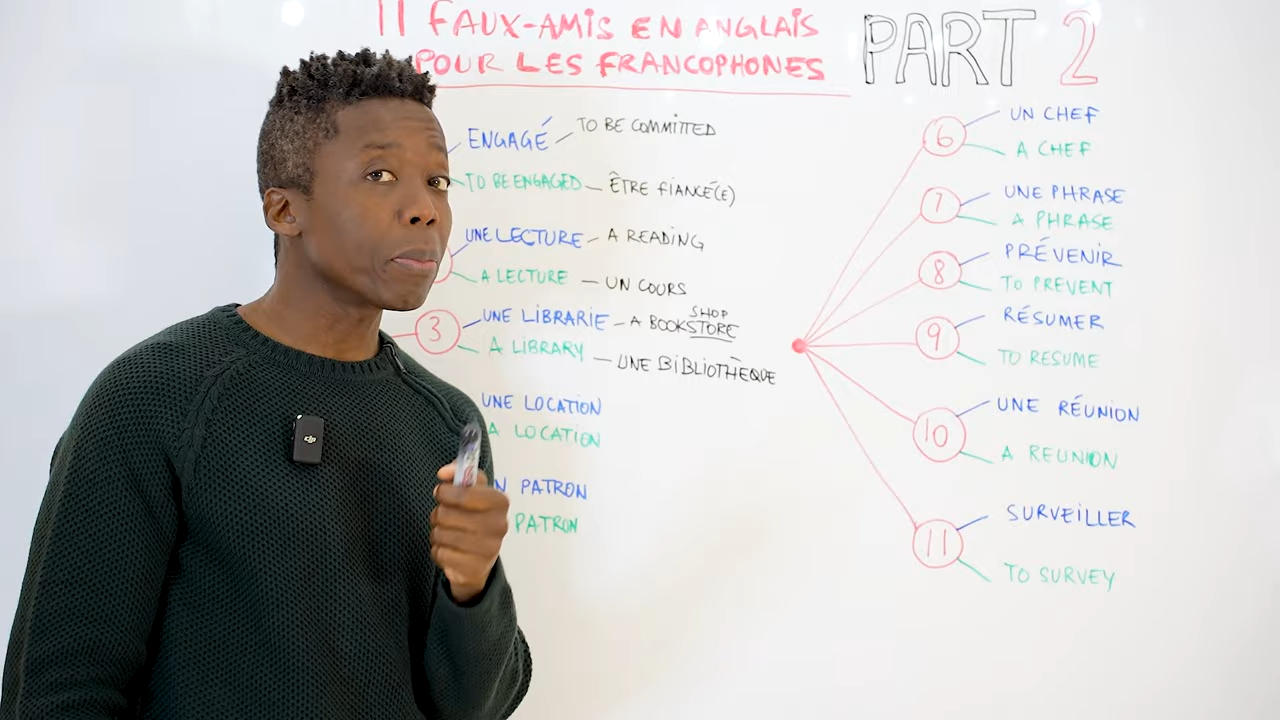 11 FAUX-AMIS EN ANGLAIS
POUR LES FRANCOPHONES
PART 2
ENGAGÉ
TO BE COMMITTED
TO BE ENGAGED
ÊTRE FIANCÉ(E)
UNE LECTURE
A READING
A LECTURE
UN COURS
3
UNE LIBRARIE
A BOOKSTORE
SHOP
A LIBRARY
UNE BIBLIOTHÈQUE
UNE LOCATION
A LOCATION
PATRON
PATRON
6
UN CHEF
A CHEF
7
UNE PHRASE
A PHRASE
8
PRÉVENIR
TO PREVENT
9
RÉSUMER
TO RESUME
10
UNE RÉUNION
A REUNION
11
SURVEILLER
TO SURVEY
dji